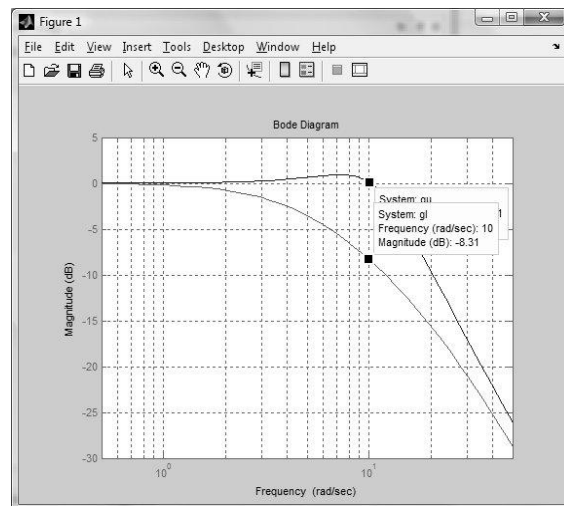 Figure 1
File Edit View Insert Tools Desktop Window Help
Bode Diagram
5
0
-5
-10
-15
-20
-25
-30
Magnitude (dB)
System: gu
1
System: gl
Frequency (rad/sec): 10
Magnitude (dB): -8.31
10^0
10^1
Frequency (rad/sec)